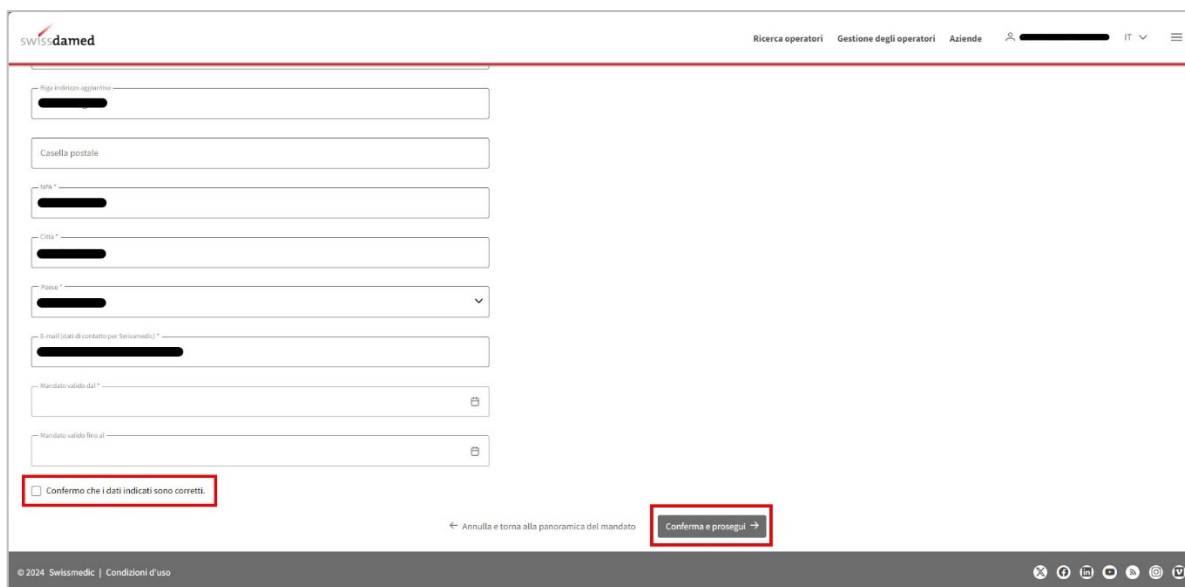 swissdamed
Ricerca operatori Gestione degli operatori Aziende IT
Riga indirizzo aggiuntivo
Casella postale
NPA *
Città *
Paese *
E-mail (dati di contatto per Swissmedic) *
Mandato valido dal *
Mandato valido fino al
Confermo che i dati indicati sono corretti.
← Annulla e torna alla panoramica del mandato Conferma e prosegui →
© 2024 Swissmedic | Condizioni d'uso